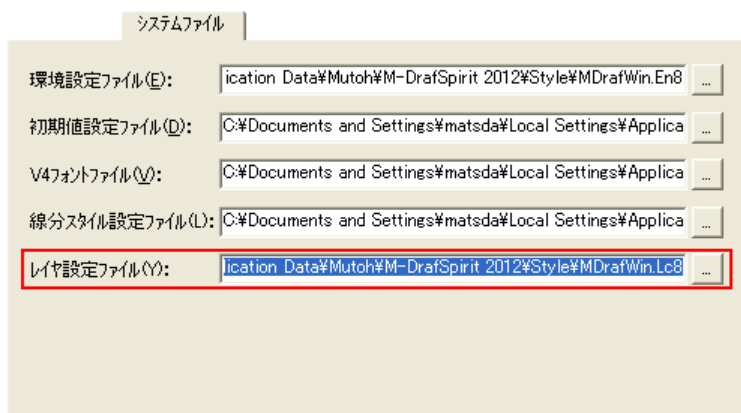 システムファイル
環境設定ファイル(E): ication Data¥Mutoh¥M-DrafSpirit 2012¥Style¥MDrafWin.En8 ...
初期値設定ファイル(D): C:¥Documents and Settings¥matsda¥Local Settings¥Applica ...
V4フォントファイル(V): C:¥Documents and Settings¥matsda¥Local Settings¥Applica ...
線分スタイル設定ファイル(L): C:¥Documents and Settings¥matsda¥Local Settings¥Applica ...
レイヤ設定ファイル(Y): lication Data¥Mutoh¥M-DrafSpirit 2012¥Style¥MDrafWin.Lc8 ...